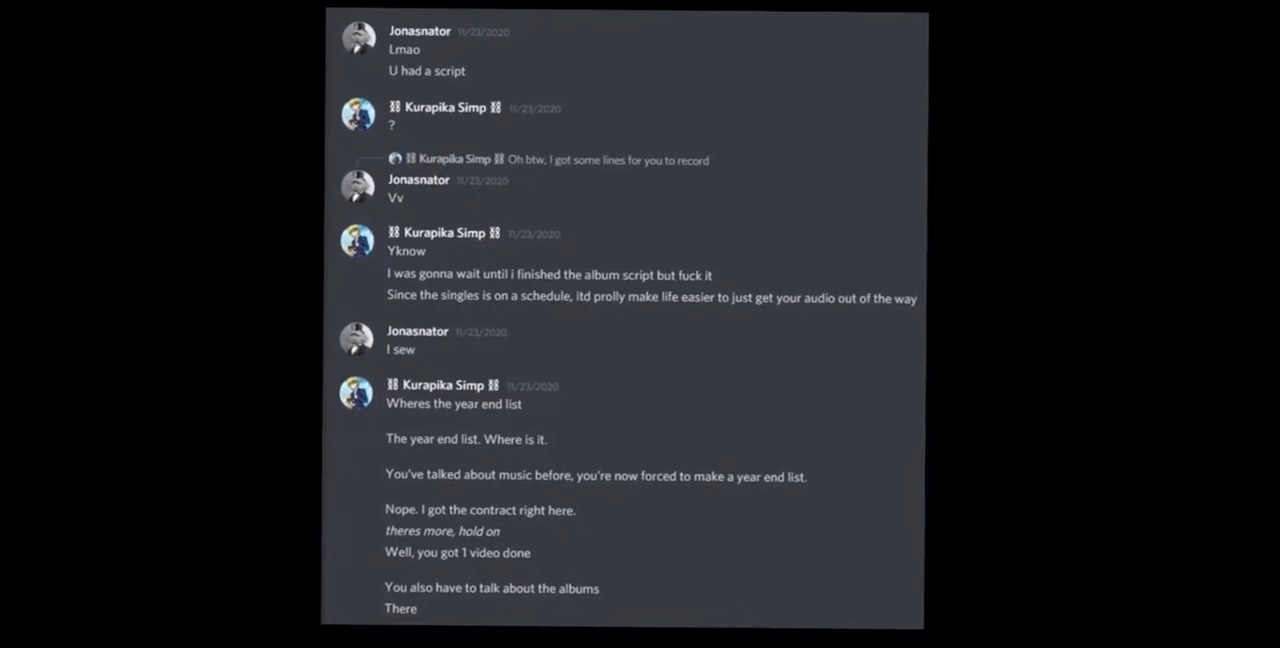 Jonasnator 11/23/2020
Lmao
U had a script
⛓ Kurapika Simp ⛓ 11/23/2020
?
⛓ Kurapika Simp ⛓ Oh btw, I got some lines for you to record
Jonasnator 11/23/2020
Vv
⛓ Kurapika Simp ⛓ 11/23/2020
Yknow
I was gonna wait until i finished the album script but fuck it
Since the singles is on a schedule, itd prolly make life easier to just get your audio out of the way
Jonasnator 11/23/2020
I sew
⛓ Kurapika Simp ⛓ 11/23/2020
Wheres the year end list
The year end list. Where is it.
You've talked about music before, you're now forced to make a year end list.
Nope. I got the contract right here.
theres more, hold on
Well, you got 1 video done
You also have to talk about the albums
There